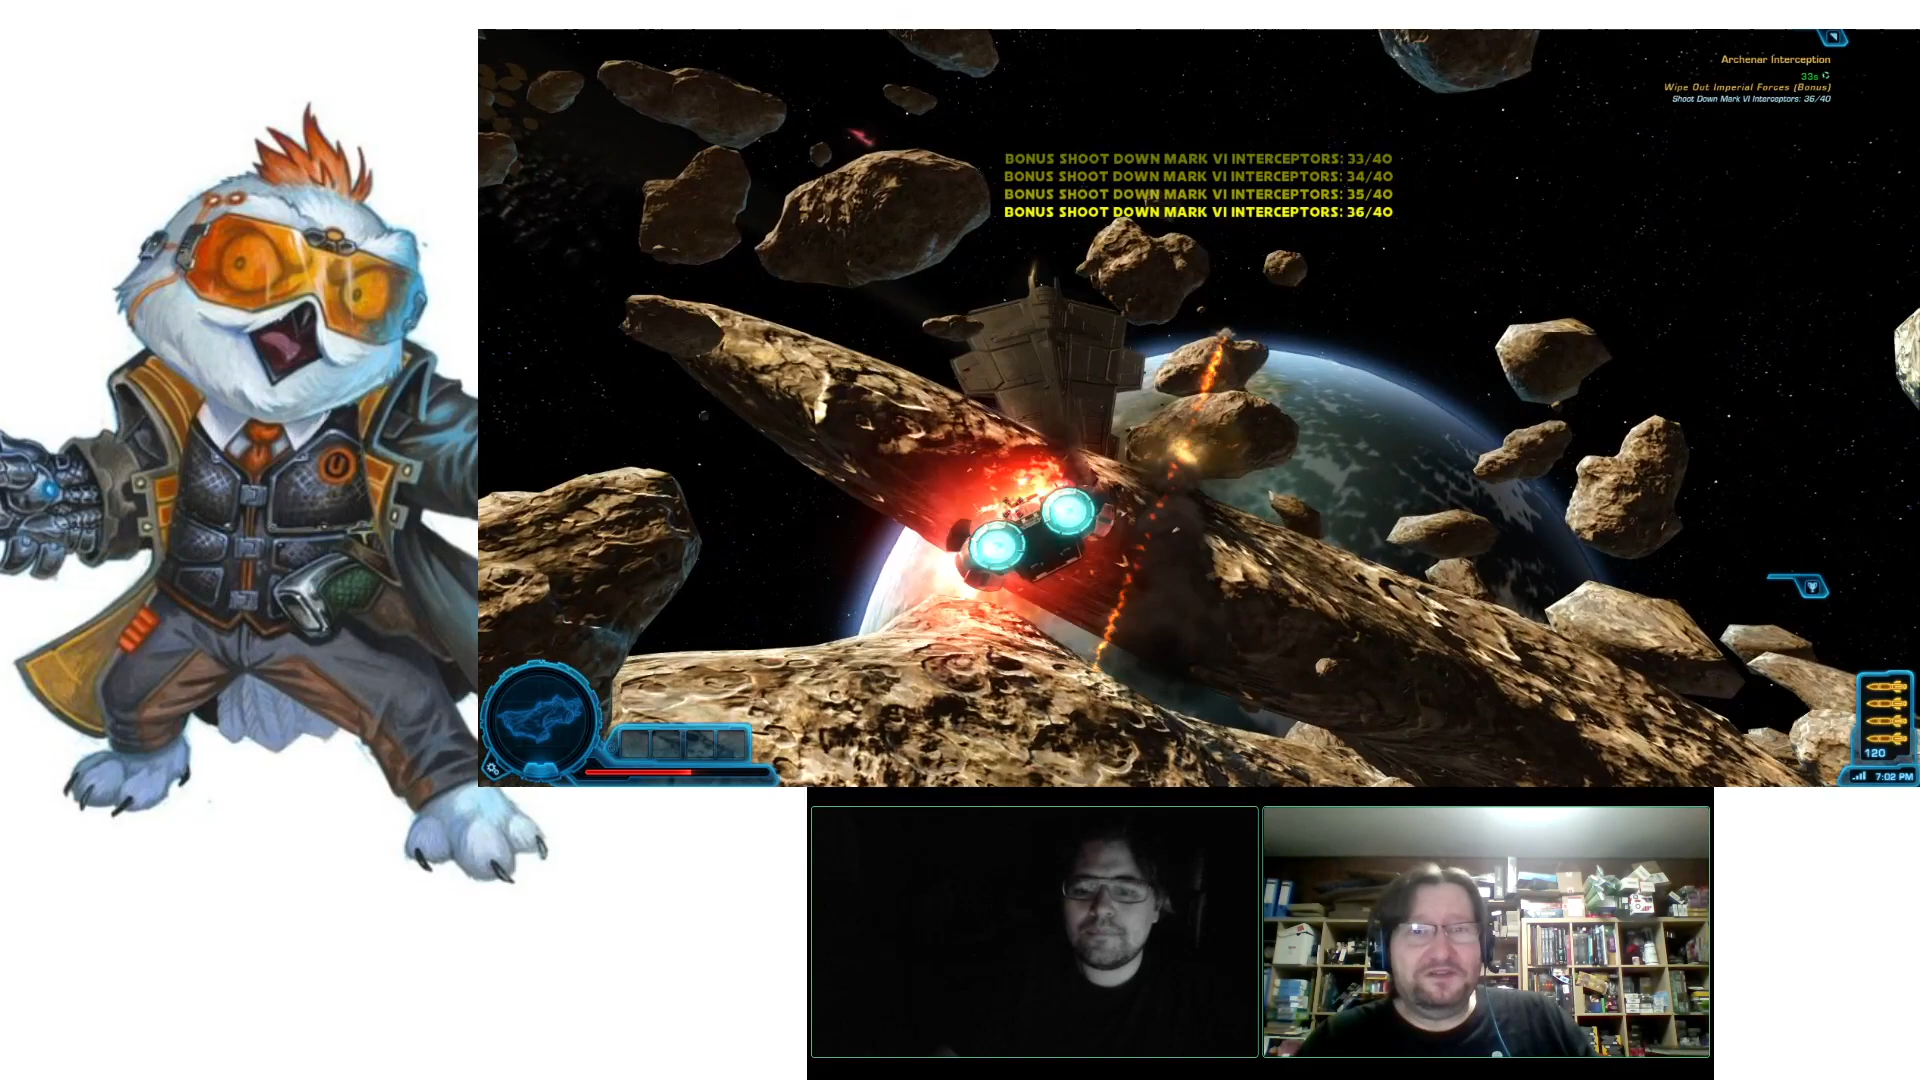 Archenar Interception
33s
Wipe Out Imperial Forces (Bonus)
Shoot Down Mark VI Interceptors: 36/40
BONUS SHOOT DOWN MARK VI INTERCEPTORS: 33/40
BONUS SHOOT DOWN MARK VI INTERCEPTORS: 34/40
BONUS SHOOT DOWN MARK VI INTERCEPTORS: 35/40
BONUS SHOOT DOWN MARK VI INTERCEPTORS: 36/40
120
7:02 PM